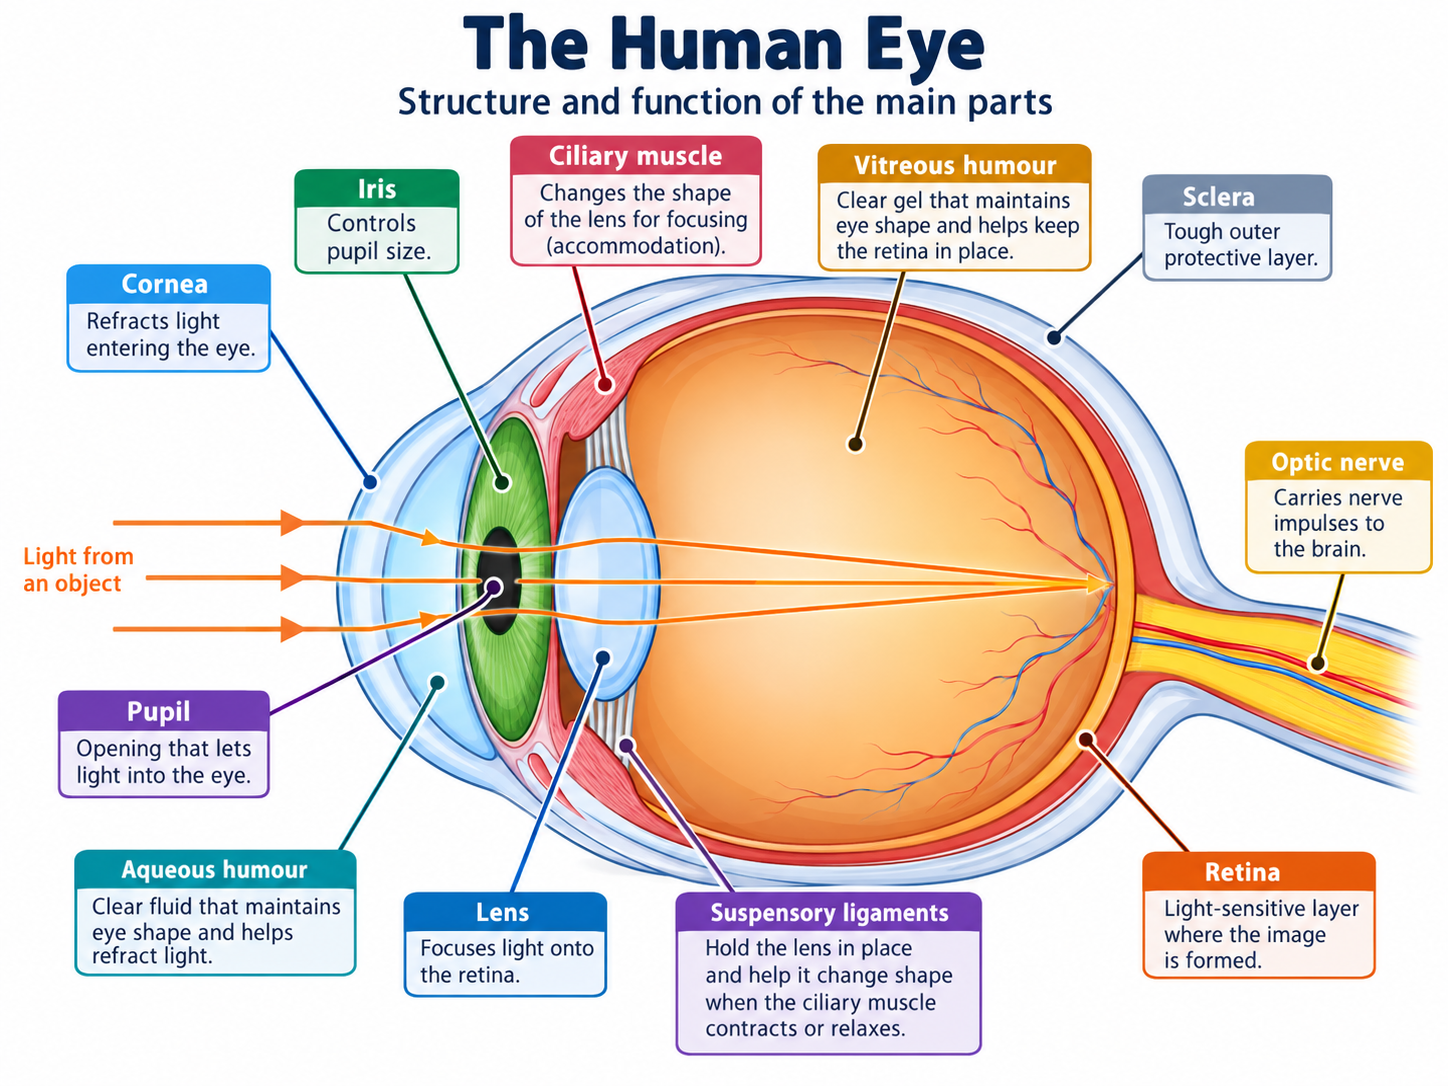 The Human Eye
Structure and function of the main parts
Ciliary muscle
Changes the shape
of the lens for focusing
(accommodation).
Vitreous humour
Clear gel that maintains
eye shape and helps keep
the retina in place.
Iris
Controls
pupil size.
Sclera
Tough outer
protective layer.
Cornea
Refracts light
entering the eye.
Optic nerve
Carries nerve
impulses to
the brain.
Light from
an object
Pupil
Opening that lets
light into the eye.
Aqueous humour
Clear fluid that maintains
eye shape and helps
refract light.
Lens
Focuses light onto
the retina.
Suspensory ligaments
Hold the lens in place
and help it change shape
when the ciliary muscle
contracts or relaxes.
Retina
Light-sensitive layer
where the image
is formed.